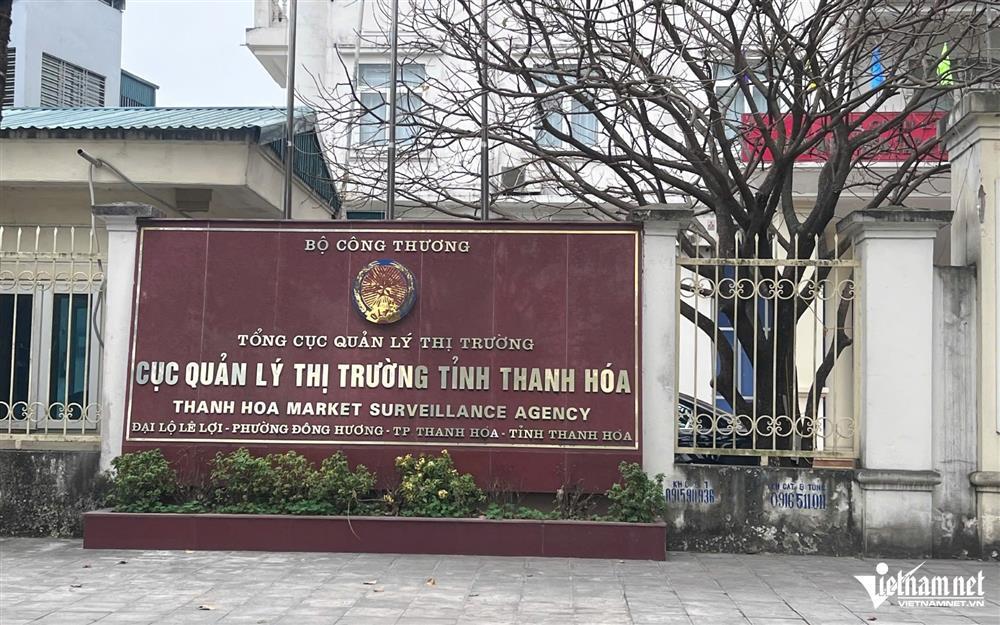 BỘ CÔNG THƯƠNG
TỔNG CỤC QUẢN LÝ THỊ TRƯỜNG
CỤC QUẢN LÝ THỊ TRƯỜNG TỈNH THANH HÓA
THANH HOA MARKET SURVEILLANCE AGENCY
ĐẠI LỘ LÊ LỢI - PHƯỜNG ĐÔNG HƯƠNG - TP THANH HÓA - TỈNH THANH HÓA
Vietnamnet
VIETNAMNET.VN